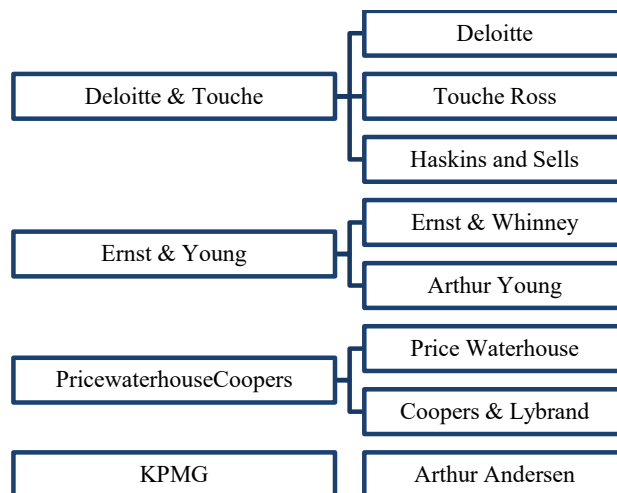 Deloitte & Touche
Deloitte
Touche Ross
Haskins and Sells
Ernst & Young
Ernst & Whinney
Arthur Young
PricewaterhouseCoopers
Price Waterhouse
Coopers & Lybrand
KPMG
Arthur Andersen